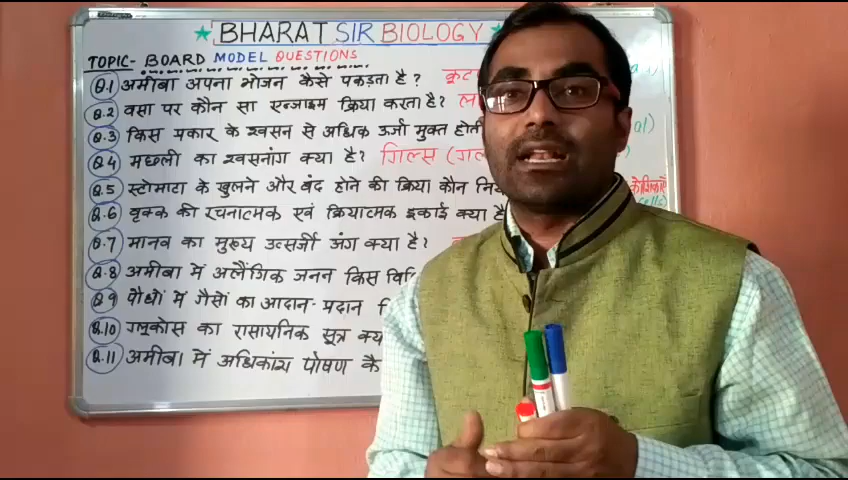 BHARAT SIR BIOLOGY
TOPIC- BOARD MODEL QUESTIONS
Q.1 अमीबा अपना भोजन कैसे पकड़ता है?
Q.2 वसा पर कौन सा एन्जाइम क्रिया करता है?
Q.3 किस प्रकार के श्वसन से अधिक ऊर्जा मुक्त होती
Q.4 मछली का श्वसनांग क्या है? गिल्स
Q.5 स्टोमाटा के खुलने और बंद होने की क्रिया कौन कोशिकाएँ
Q.6 वृक्क की रचनात्मक एवं क्रियात्मक इकाई क्या है
Q.7 मानव का मुख्य उत्सर्जी अंग क्या है?
Q.8 अमीबा में अलैंगिक जनन किस
Q.9 पौधों में गैसों का आदान-प्रदान
Q.10 ग्लूकोस का रासायनिक सूत्र
Q.11 अमीबा में अधिकांश पोषण